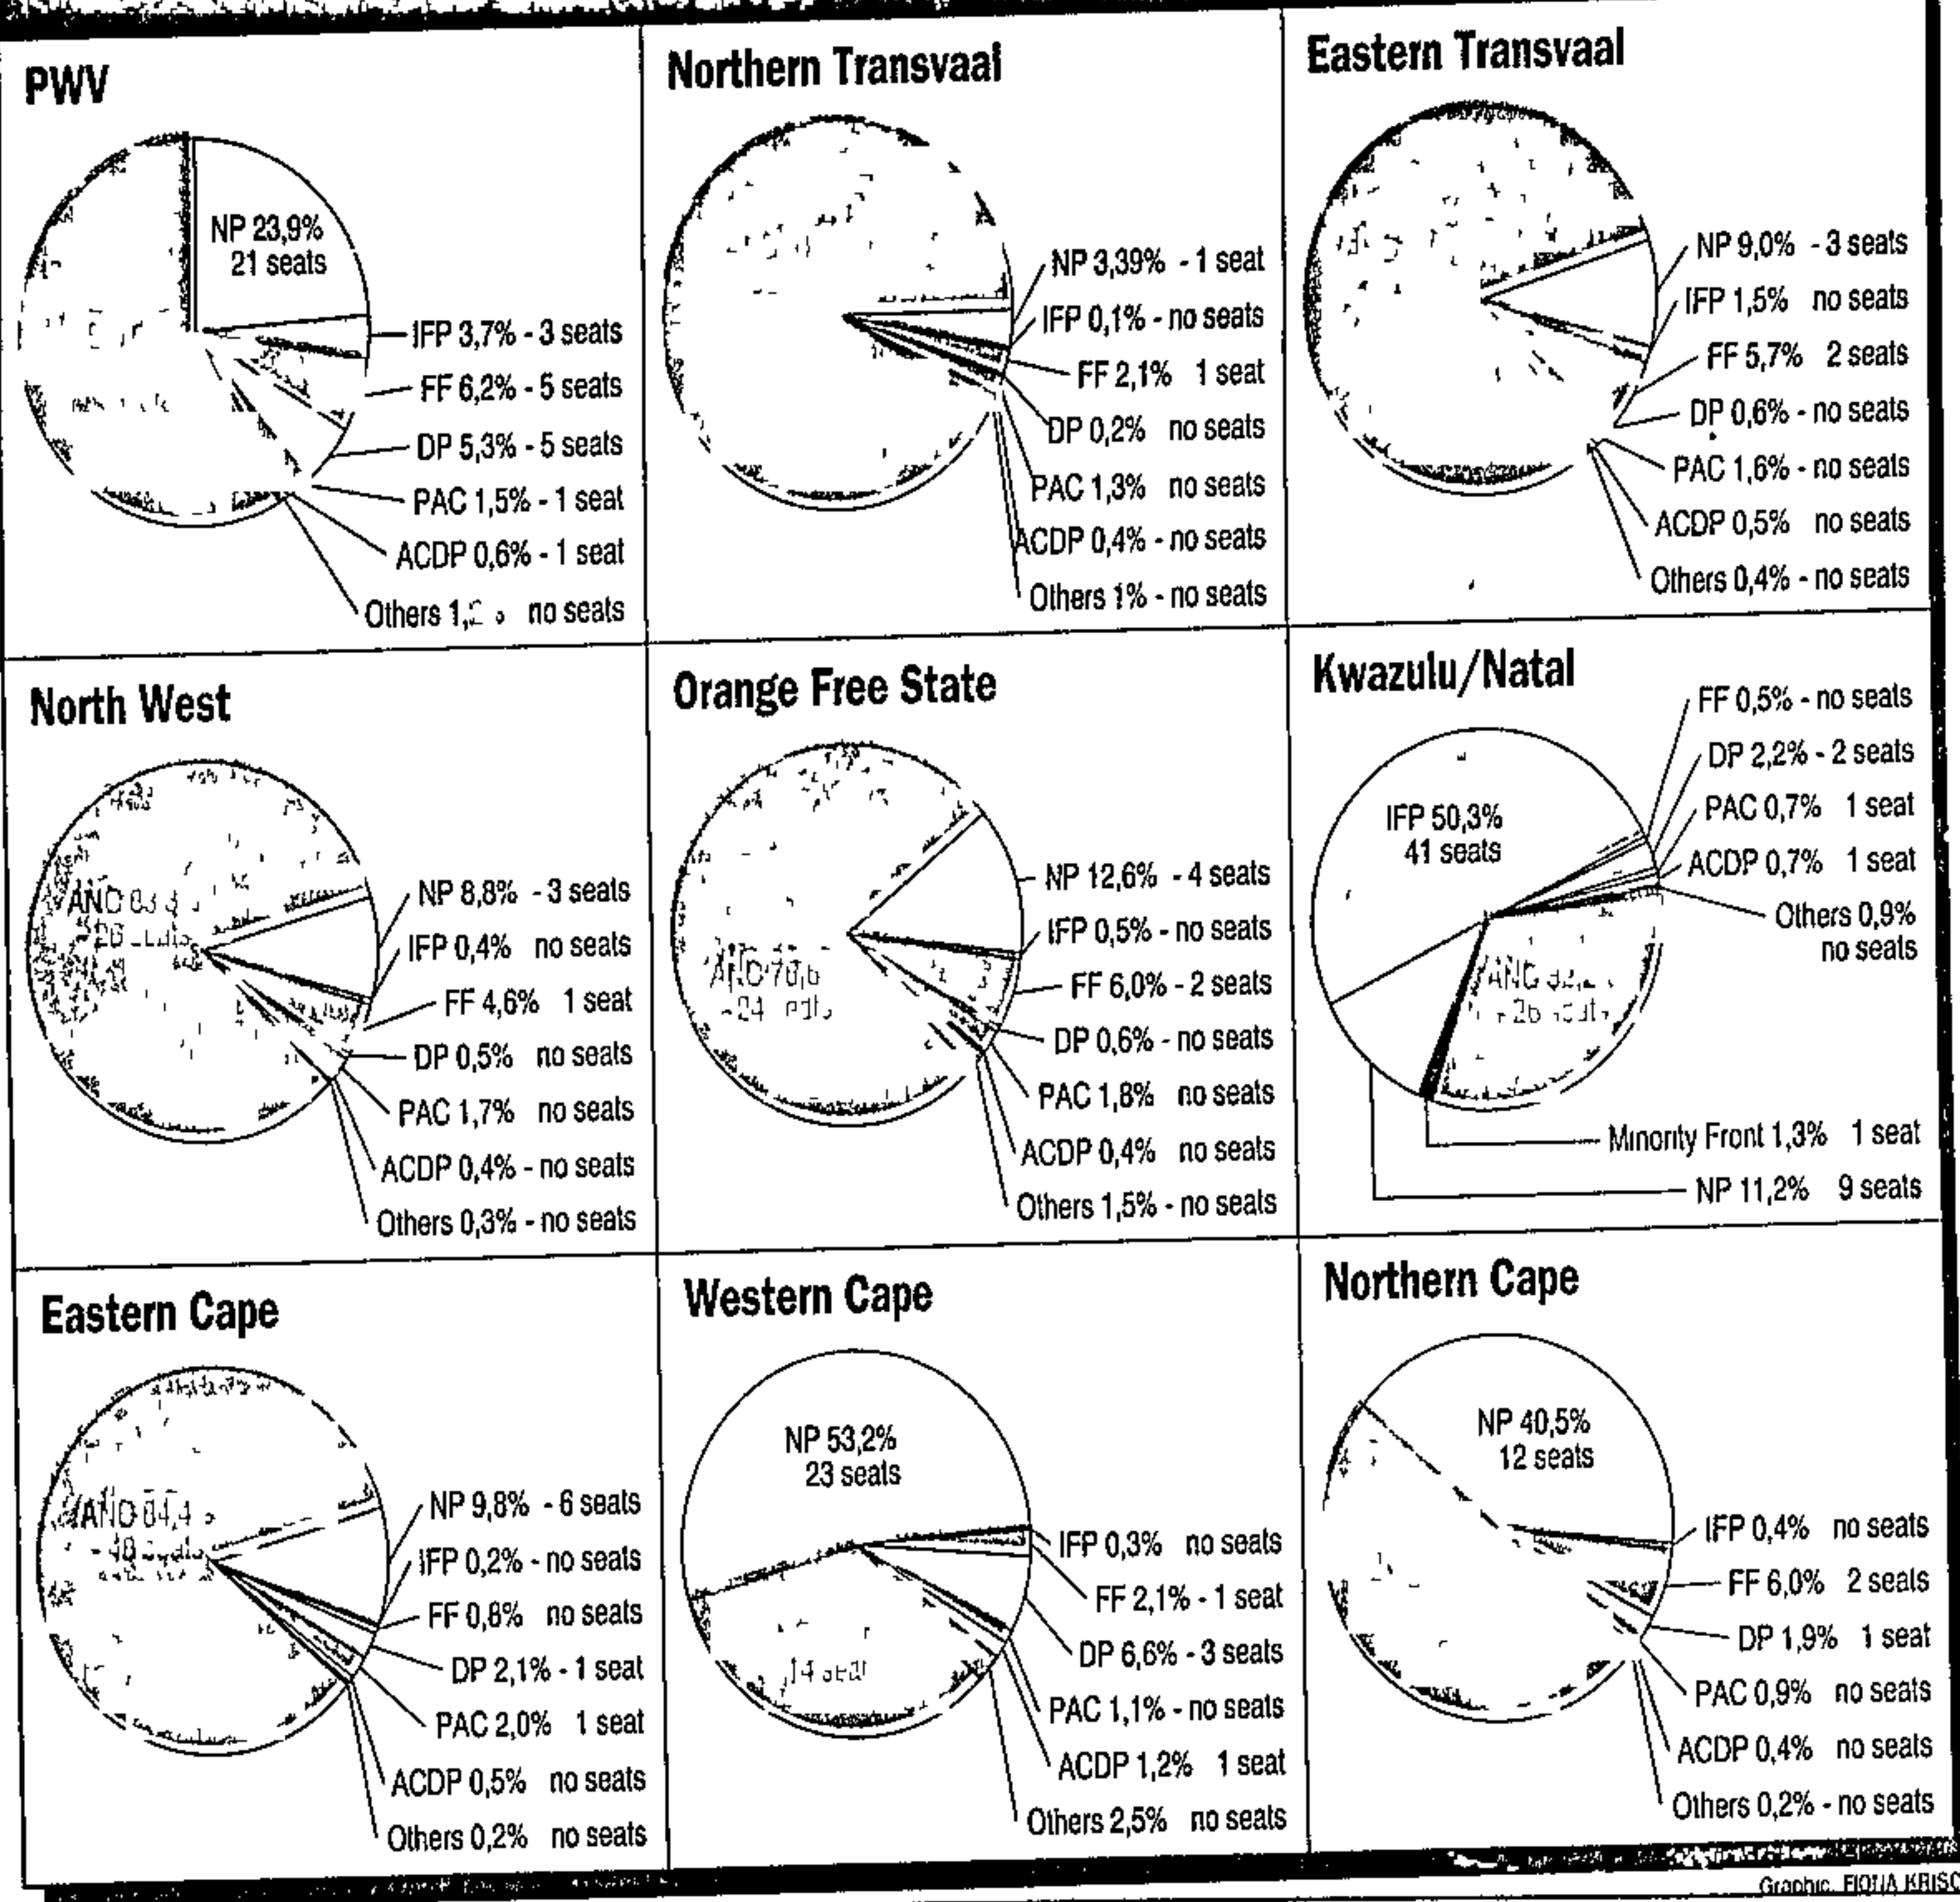 PWV
NP 23,9%
21 seats
IFP 3,7% - 3 seats
FF 6,2% - 5 seats
DP 5,3% - 5 seats
PAC 1,5% - 1 seat
ACDP 0,6% - 1 seat
Others no seats
Northern Transvaal
NP 3,39% - 1 seat
IFP 0,1% - no seats
FF 2,1% 1 seat
DP 0,2% no seats
PAC 1,3% no seats
ACDP 0,4% - no seats
Others 1% - no seats
Eastern Transvaal
NP 9,0% - 3 seats
IFP 1,5% no seats
FF 5,7% 2 seats
DP 0,6% - no seats
PAC 1,6% - no seats
ACDP 0,5% no seats
Others 0,4% - no seats
North West
ANC
NP 8,8% - 3 seats
IFP 0,4% no seats
FF 4,6% 1 seat
DP 0,5% no seats
PAC 1,7% no seats
ACDP 0,4% - no seats
Others 0,3% - no seats
Orange Free State
ANC
NP 12,6% - 4 seats
IFP 0,5% - no seats
FF 6,0% - 2 seats
DP 0,6% - no seats
PAC 1,8% no seats
ACDP 0,4% no seats
Others 1,5% - no seats
Kwazulu/Natal
IFP 50,3%
41 seats
FF 0,5% - no seats
DP 2,2% - 2 seats
PAC 0,7% 1 seat
ACDP 0,7% 1 seat
Others 0,9%
no seats
ANC
Minority Front 1,3% 1 seat
NP 11,2% 9 seats
Eastern Cape
ANC
NP 9,8% - 6 seats
IFP 0,2% - no seats
FF 0,8% no seats
DP 2,1% - 1 seat
PAC 2,0% 1 seat
ACDP 0,5% no seats
Others 0,2% no seats
Western Cape
NP 53,2%
23 seats
IFP 0,3% no seats
FF 2,1% - 1 seat
DP 6,6% - 3 seats
PAC 1,1% - no seats
ACDP 1,2% 1 seat
Others 2,5% no seats
14
Northern Cape
NP 40,5%
12 seats
IFP 0,4% no seats
FF 6,0% 2 seats
DP 1,9% 1 seat
PAC 0,9% no seats
ACDP 0,4% no seats
Others 0,2% - no seats
Graphic